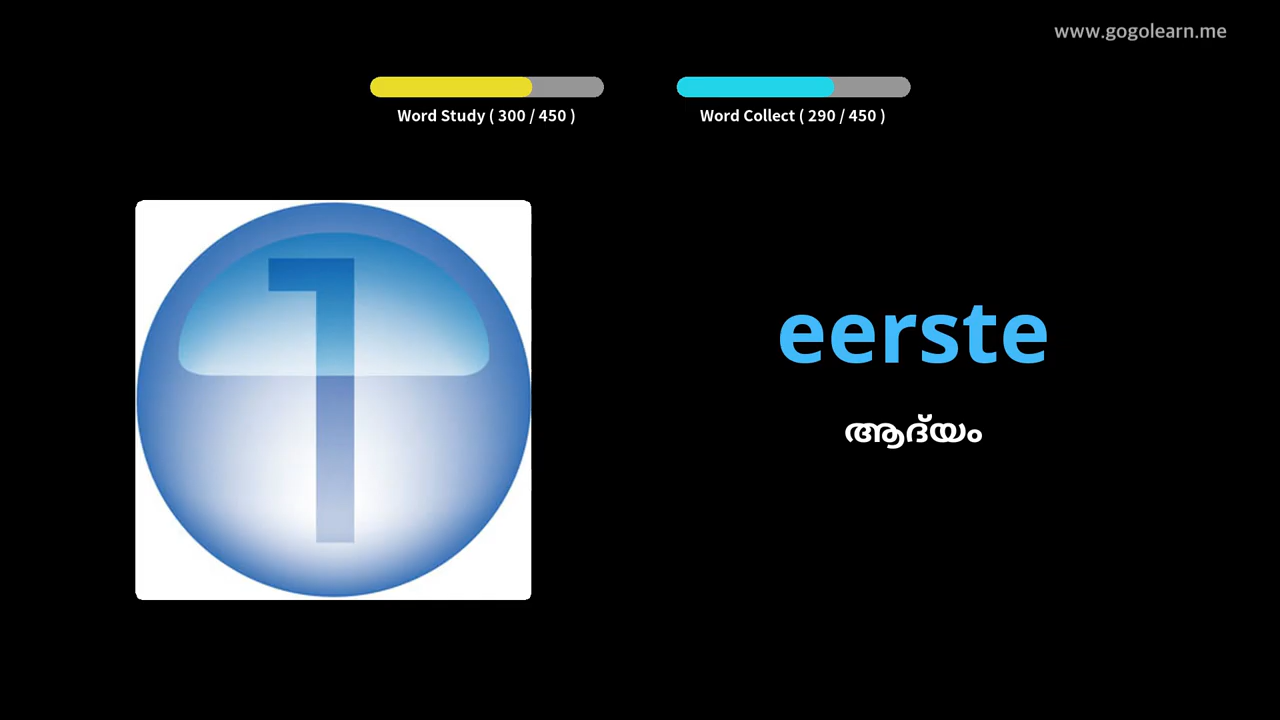 www.gogolearn.me
Word Study ( 300 / 450 )
Word Collect ( 290 / 450 )
1
eerste
ആദ്യം